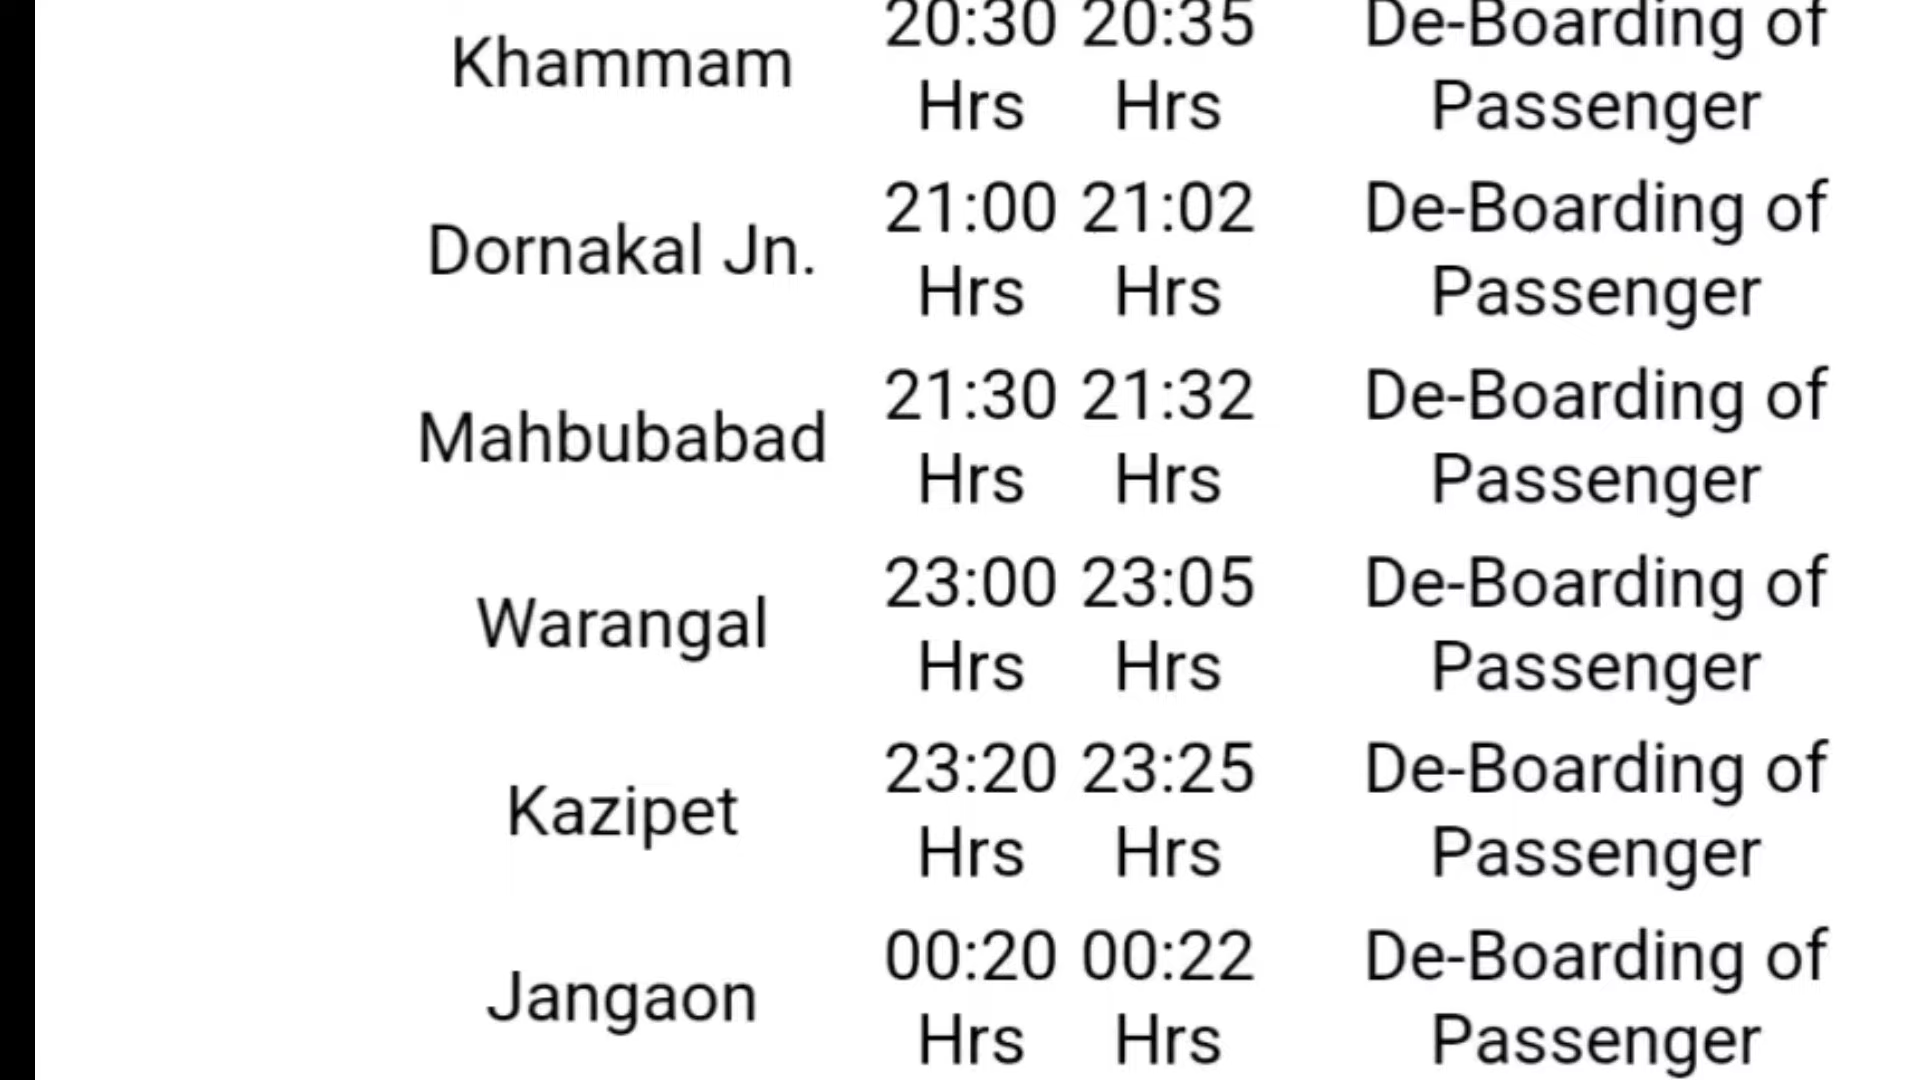 Khammam
20:30 20:35 De-Boarding of
Hrs Hrs Passenger
Dornakal Jn.
21:00 21:02 De-Boarding of
Hrs Hrs Passenger
Mahbubabad
21:30 21:32 De-Boarding of
Hrs Hrs Passenger
Warangal
23:00 23:05 De-Boarding of
Hrs Hrs Passenger
Kazipet
23:20 23:25 De-Boarding of
Hrs Hrs Passenger
Jangaon
00:20 00:22 De-Boarding of
Hrs Hrs Passenger